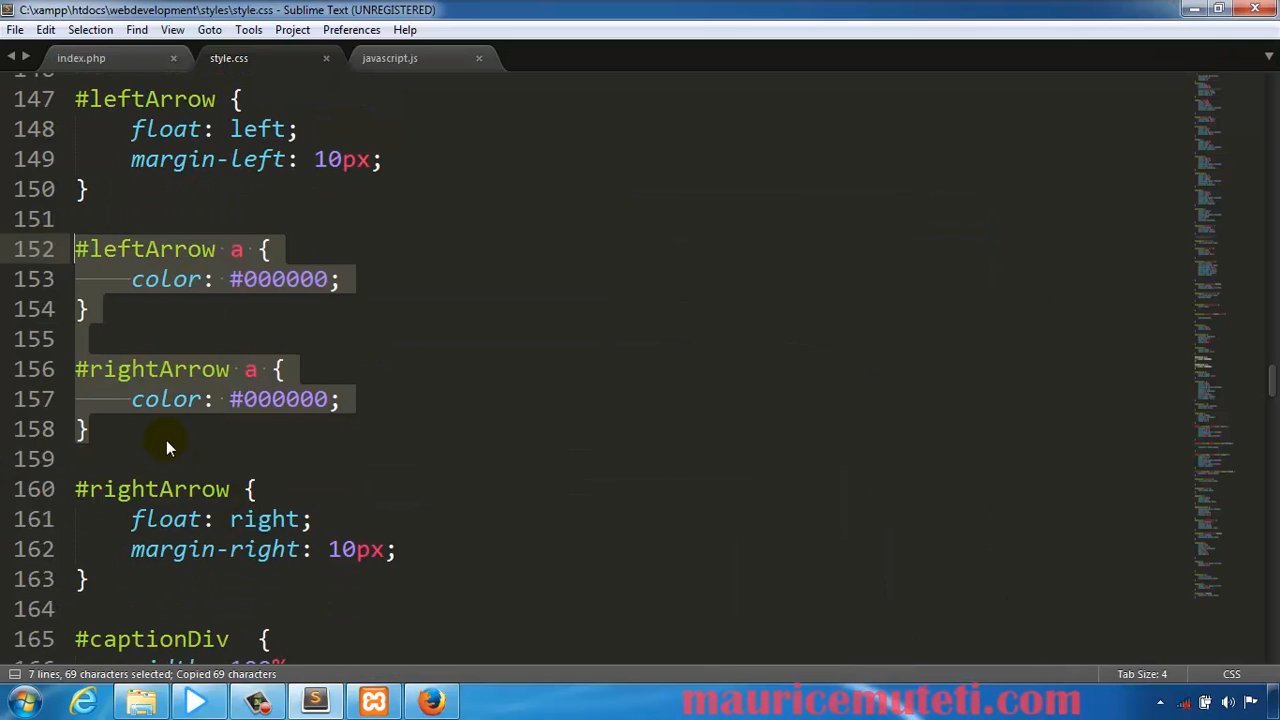 C:\xampp\htdocs\webdevelopment\styles\style.css - Sublime Text (UNREGISTERED)
File Edit Selection Find View Goto Tools Project Preferences Help
index.php × style.css × javascript.js ×
147 #leftArrow {
148 float: left;
149 margin-left: 10px;
150 }
151
152 #leftArrow a {
153 color: #000000;
154 }
155
156 #rightArrow a {
157 color: #000000;
158 }
159
160 #rightArrow {
161 float: right;
162 margin-right: 10px;
163 }
164
165 #captionDiv {
166 width: 100%
7 lines, 69 characters selected; Copied 69 characters Tab Size: 4 CSS
mauricemuteti.com